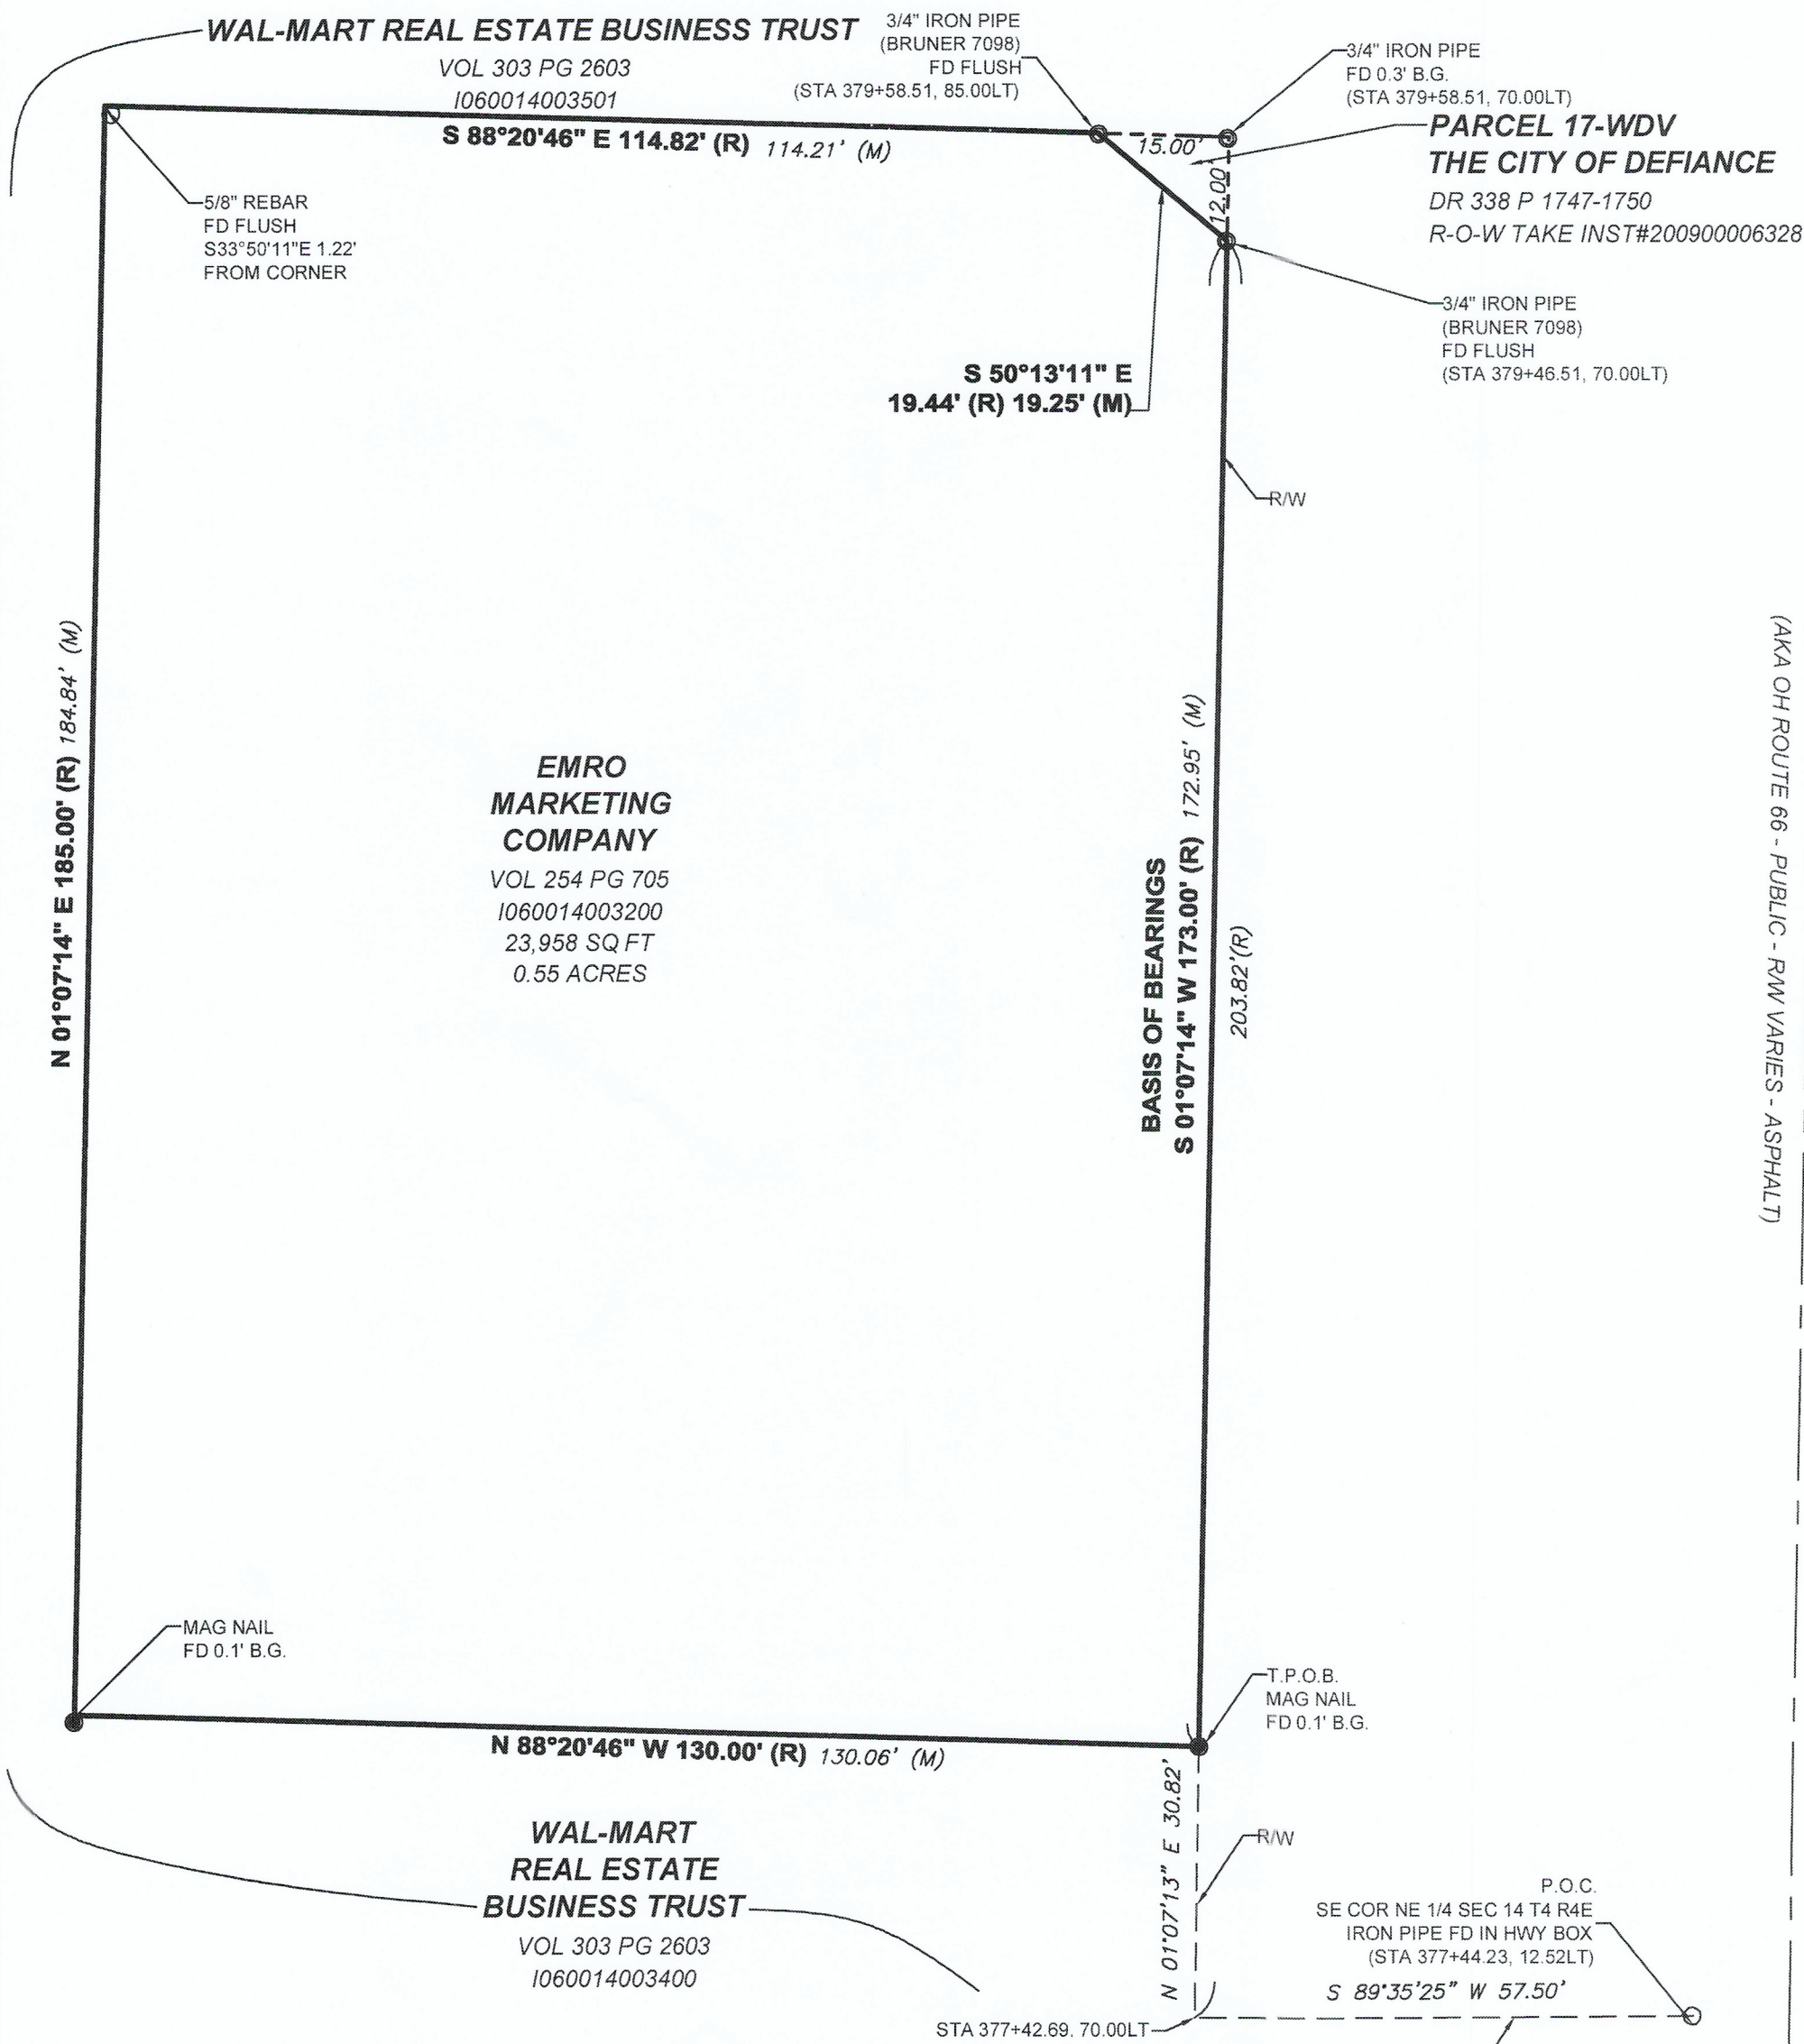 WAL-MART REAL ESTATE BUSINESS TRUST
VOL 303 PG 2603
I060014003501
3/4" IRON PIPE
(BRUNER 7098)
FD FLUSH
(STA 379+58.51, 85.00LT)
3/4" IRON PIPE
FD 0.3' B.G.
(STA 379+58.51, 70.00LT)
PARCEL 17-WDV
THE CITY OF DEFIANCE
DR 338 P 1747-1750
R-O-W TAKE INST#200900006328
S 88°20'46" E 114.82' (R) 114.21' (M)
15.00'
12.00'
5/8" REBAR
FD FLUSH
S33°50'11"E 1.22'
FROM CORNER
3/4" IRON PIPE
(BRUNER 7098)
FD FLUSH
(STA 379+46.51, 70.00LT)
S 50°13'11" E
19.44' (R) 19.25' (M)
R/W
N 01°07'14" E 185.00' (R) 184.84' (M)
EMRO
MARKETING
COMPANY
VOL 254 PG 705
I060014003200
23,958 SQ FT
0.55 ACRES
BASIS OF BEARINGS
S 01°07'14" W 173.00' (R) 172.95' (M)
203.82'(R)
(AKA OH ROUTE 66 - PUBLIC - R/W VARIES - ASPHALT)
MAG NAIL
FD 0.1' B.G.
T.P.O.B.
MAG NAIL
FD 0.1' B.G.
N 88°20'46" W 130.00' (R) 130.06' (M)
N 01°07'13" E 30.82'
R/W
WAL-MART
REAL ESTATE
BUSINESS TRUST
VOL 303 PG 2603
I060014003400
P.O.C.
SE COR NE 1/4 SEC 14 T4 R4E
IRON PIPE FD IN HWY BOX
(STA 377+44.23, 12.52LT)
S 89°35'25" W 57.50'
STA 377+42.69. 70.00LT